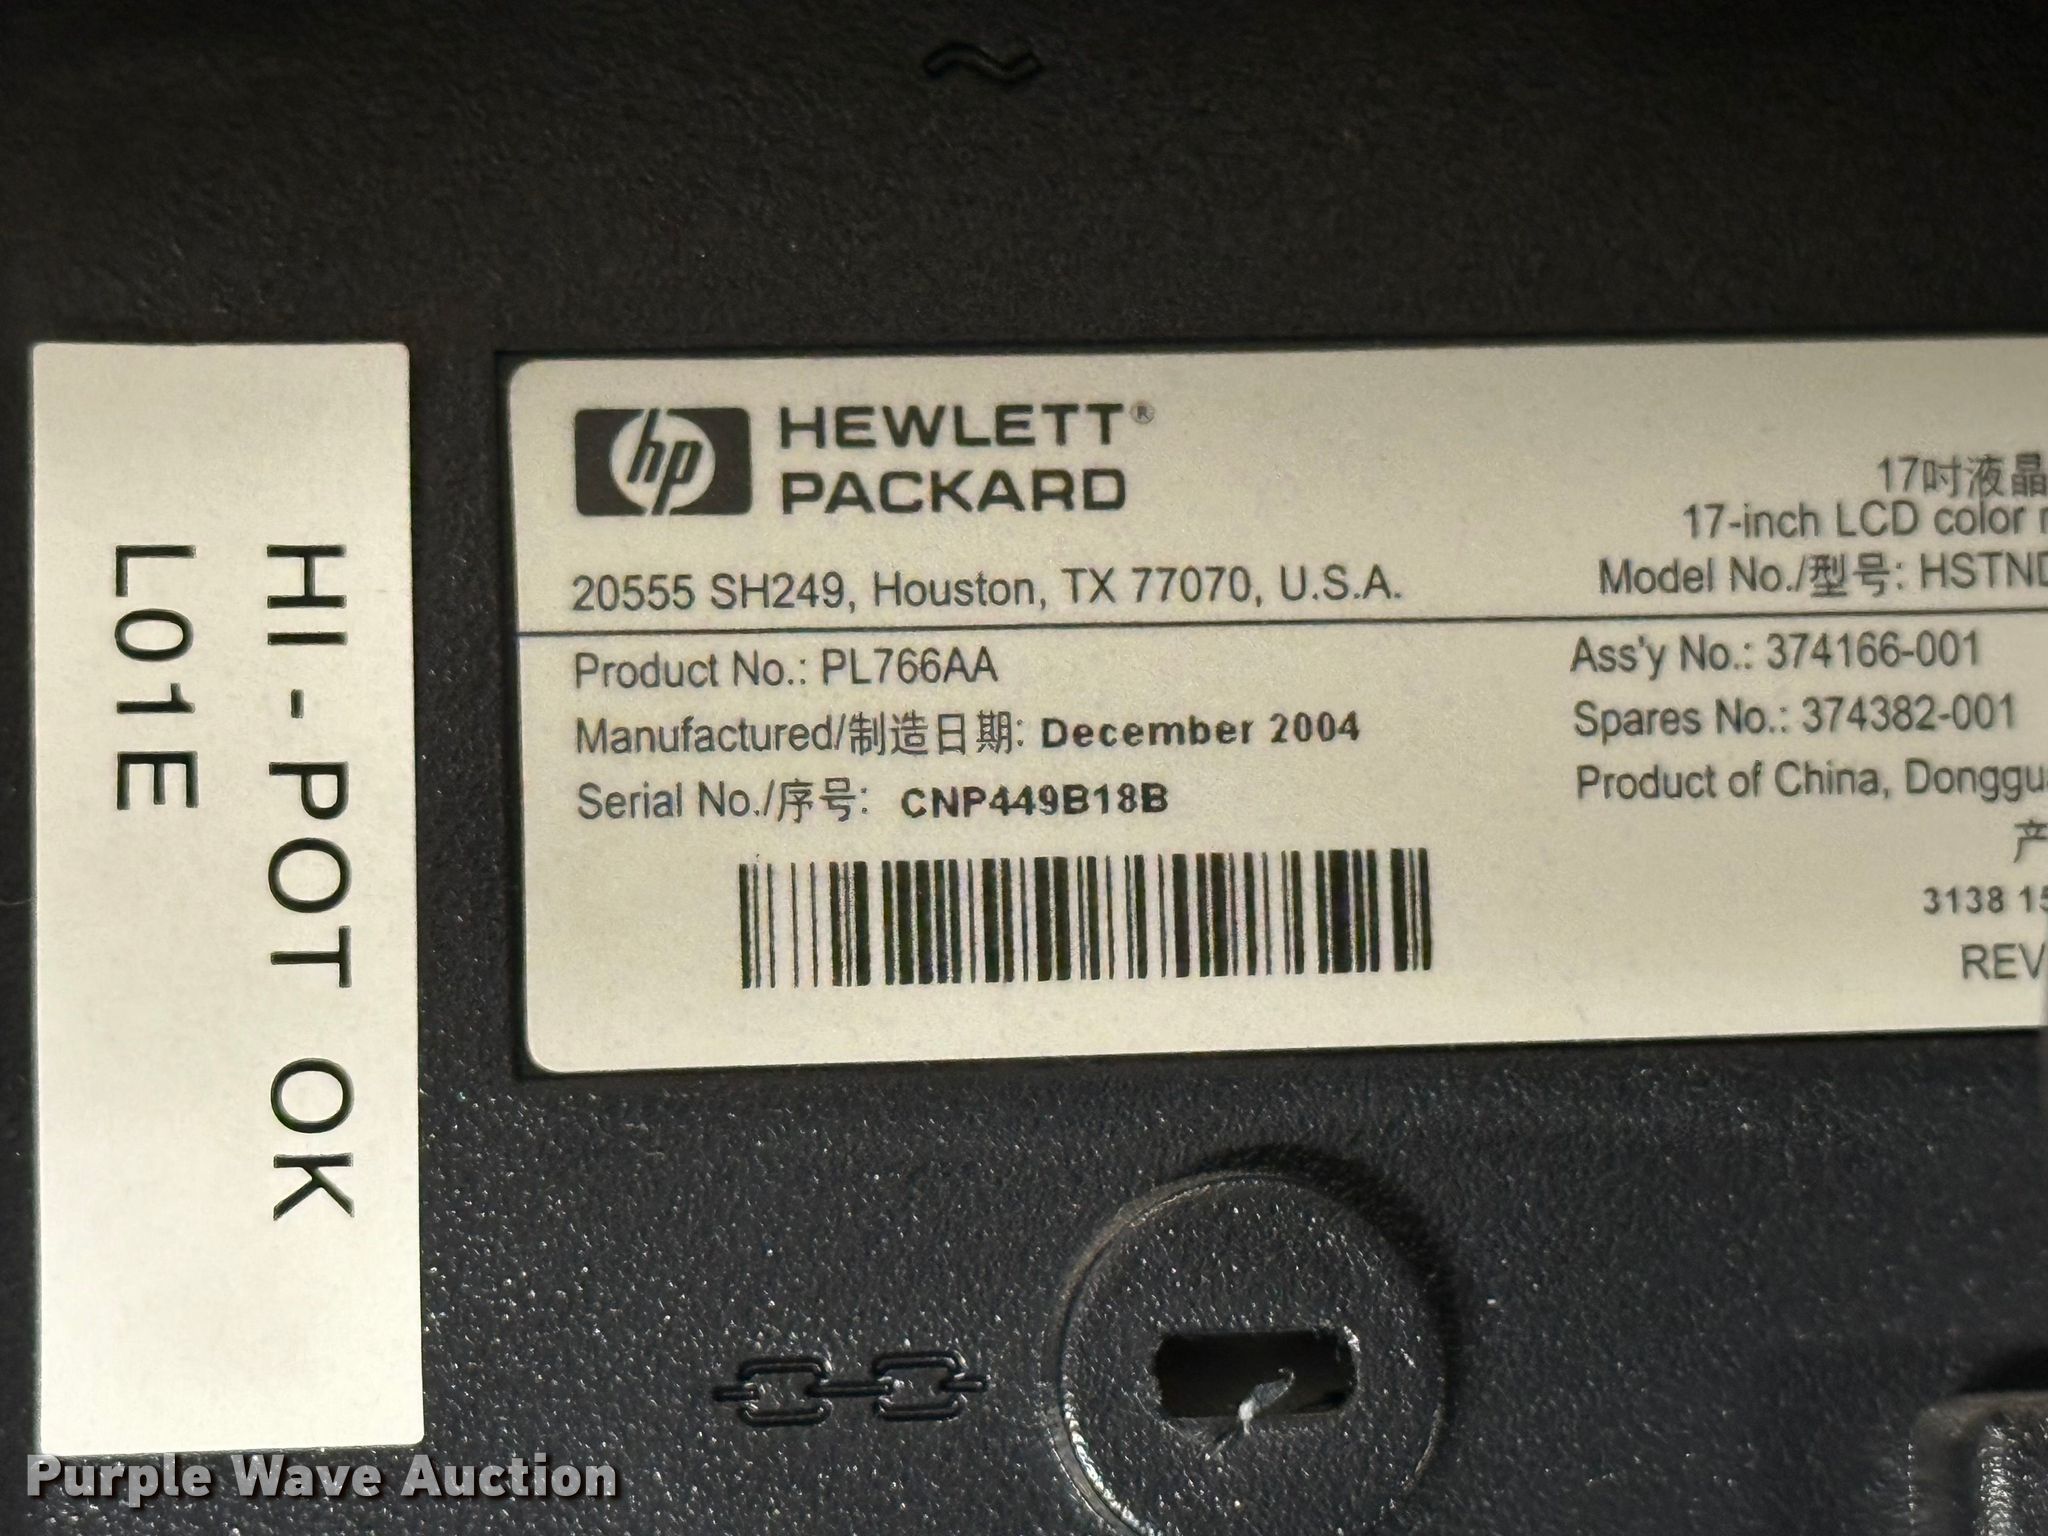 HI-POT OK
L01E
hp HEWLETT®
PACKARD
20555 SH249, Houston, TX 77070, U.S.A.
17吋液晶
17-inch LCD color
Model No./型号: HSTND
Product No.: PL766AA
Manufactured/制造日期: December 2004
Serial No./序号: CNP449B18B
Ass'y No.: 374166-001
Spares No.: 374382-001
Product of China, Donggu
产
3138 15
REV
Purple Wave Auction